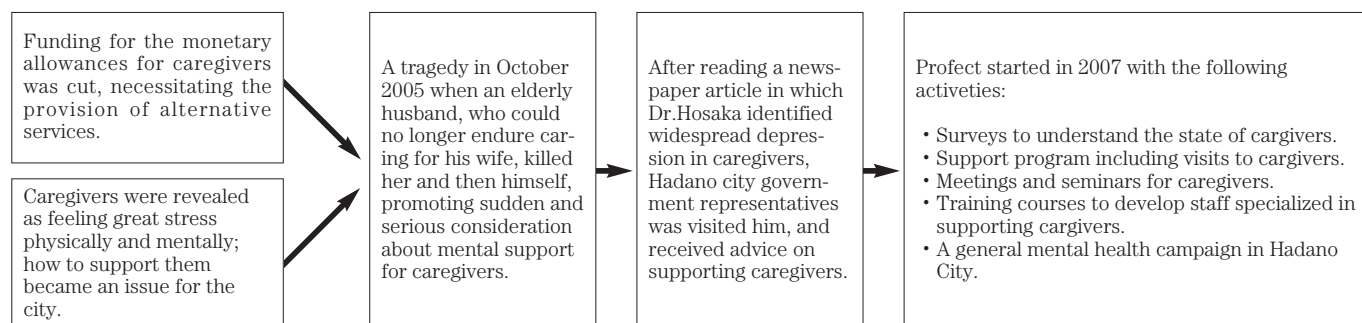 Funding for the monetary
allowances for caregivers
was cut, necessitating the
provision of alternative
services.
Caregivers were revealed
as feeling great stress
physically and mentally;
how to support them
became an issue for the
city.
A tragedy in October
2005 when an elderly
husband, who could
no longer endure car-
ing for his wife, killed
her and then himself,
promoting sudden and
serious consideration
about mental support
for caregivers.
After reading a news-
paper article in which
Dr.Hosaka identified
widespread depres-
sion in caregivers,
Hadano city govern-
ment representatives
was visited him, and
received advice on
supporting caregivers.
Profect started in 2007 with the following
activeties:
• Surveys to understand the state of cargivers.
• Support program including visits to cargivers.
• Meetings and seminars for caregivers.
• Training courses to develop staff specialized in
supporting cargivers.
• A general mental health campaign in Hadano
City.